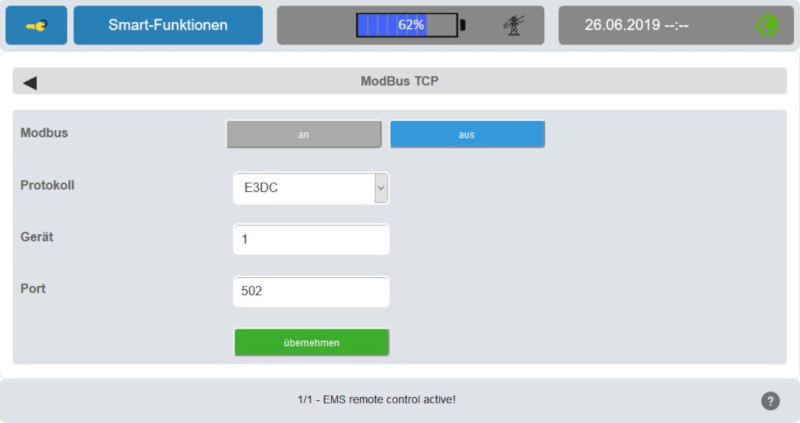 Smart-Funktionen
62%
26.06.2019 --:--
ModBus TCP
Modbus an aus
Protokoll E3DC
Gerät 1
Port 502
übernehmen
1/1 - EMS remote control active!
?